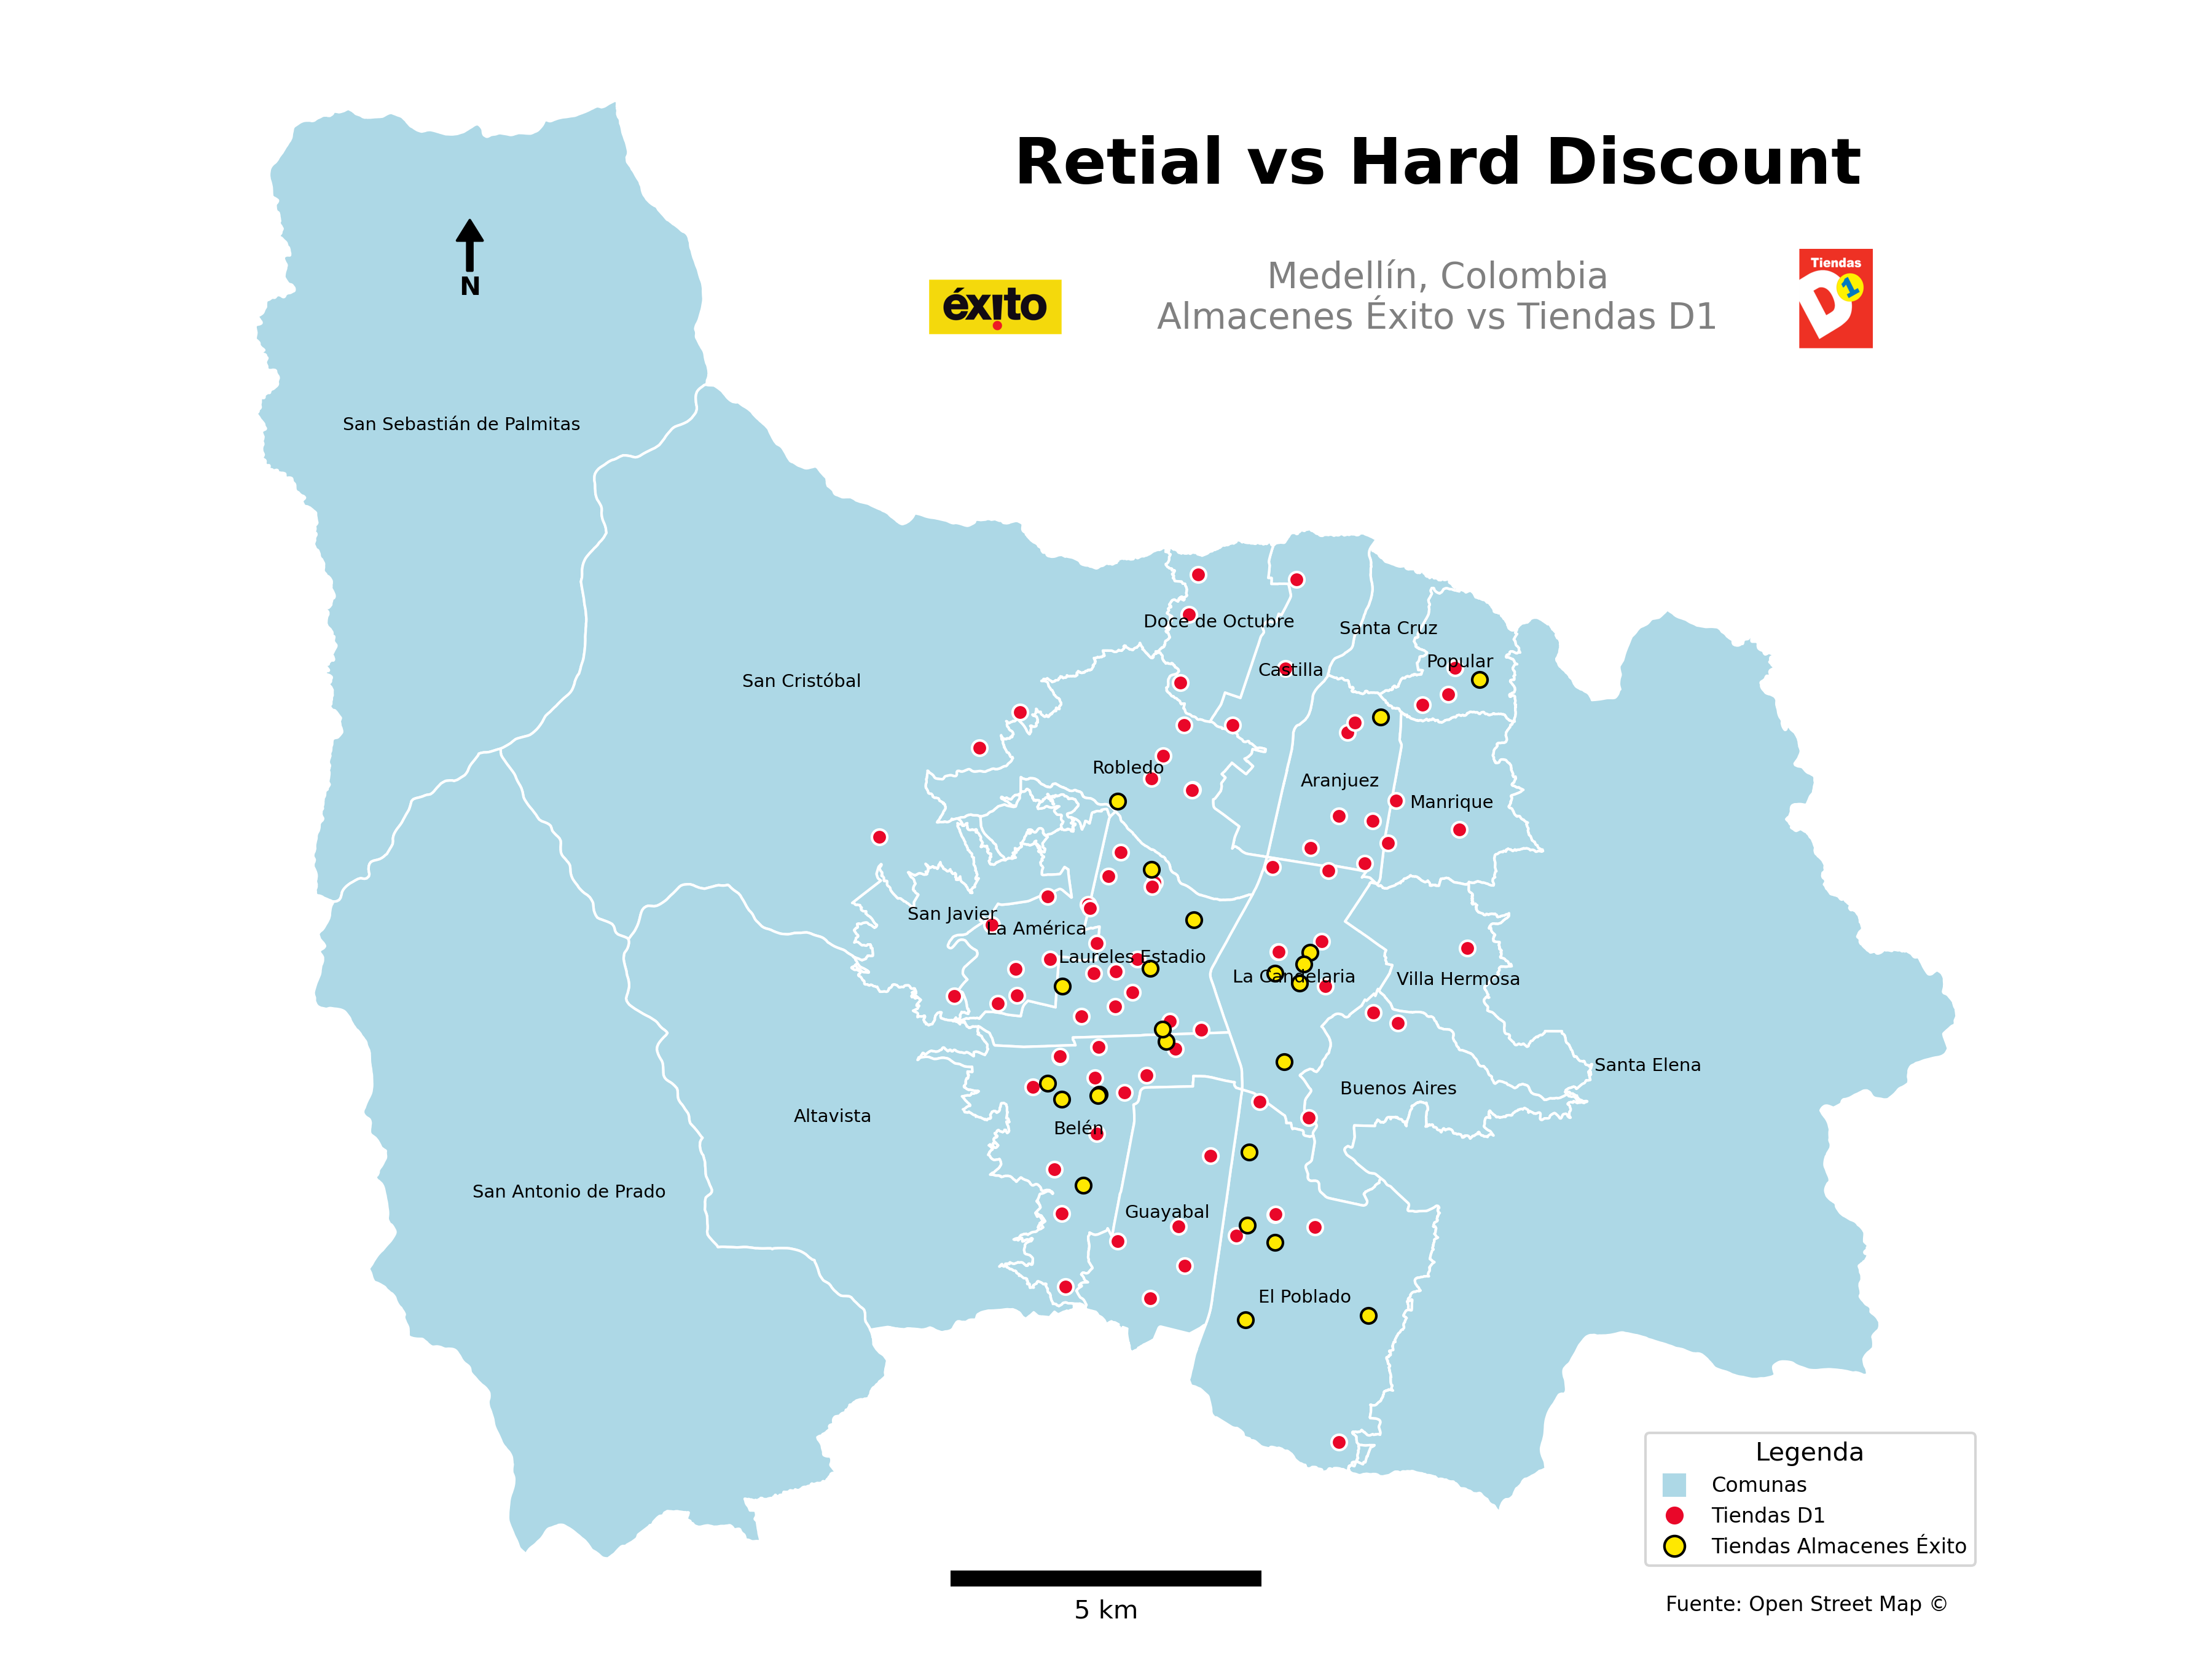 Retial vs Hard Discount
Medellín, Colombia
Almacenes Éxito vs Tiendas D1
éxito
Tiendas
D1
N
San Sebastián de Palmitas
San Cristóbal
Doce de Octubre
Santa Cruz
Castilla
Popular
Robledo
Aranjuez
Manrique
San Javier
La América
Laureles Estadio
La Candelaria
Villa Hermosa
Santa Elena
Buenos Aires
Altavista
Belén
San Antonio de Prado
Guayabal
El Poblado
Legenda
Comunas
Tiendas D1
Tiendas Almacenes Éxito
5 km
Fuente: Open Street Map ©